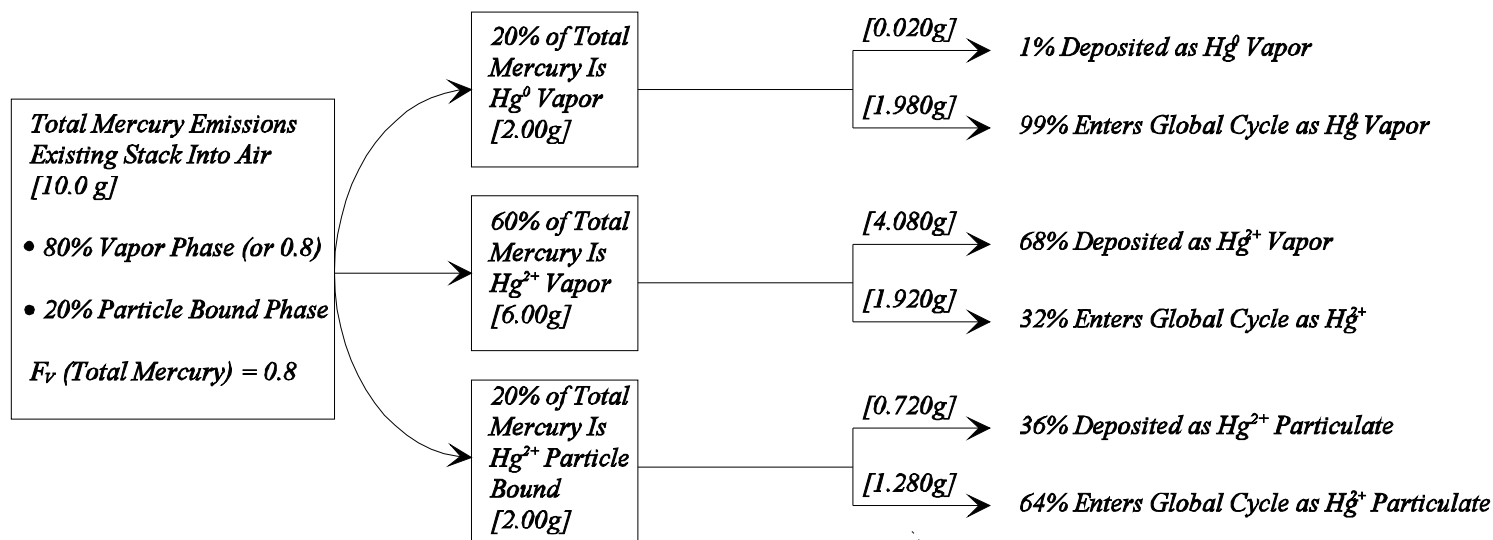 Total Mercury Emissions
Existing Stack Into Air
[10.0 g]
• 80% Vapor Phase (or 0.8)
• 20% Particle Bound Phase
Fᵥ (Total Mercury) = 0.8
20% of Total
Mercury Is
Hg⁰ Vapor
[2.00g]
[0.020g]
1% Deposited as Hg⁰ Vapor
[1.980g]
99% Enters Global Cycle as Hg⁰ Vapor
60% of Total
Mercury Is
Hg²⁺ Vapor
[6.00g]
[4.080g]
68% Deposited as Hg²⁺ Vapor
[1.920g]
32% Enters Global Cycle as Hg²⁺
20% of Total
Mercury Is
Hg²⁺ Particle
Bound
[2.00g]
[0.720g]
36% Deposited as Hg²⁺ Particulate
[1.280g]
64% Enters Global Cycle as Hg²⁺ Particulate